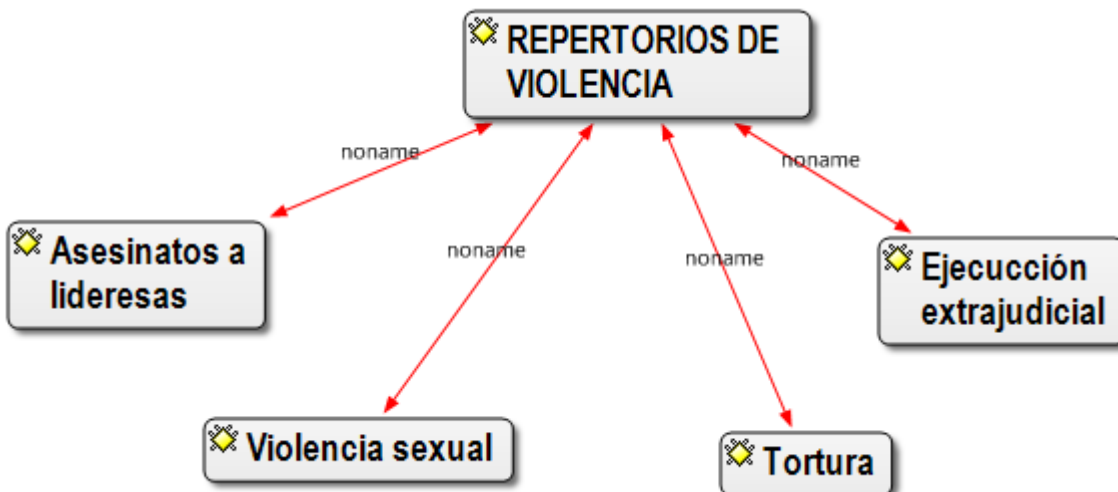 REPERTORIOS DE
VIOLENCIA
noname
noname
noname
noname
Asesinatos a
lideresas
Ejecucción
extrajudicial
Violencia sexual
Tortura